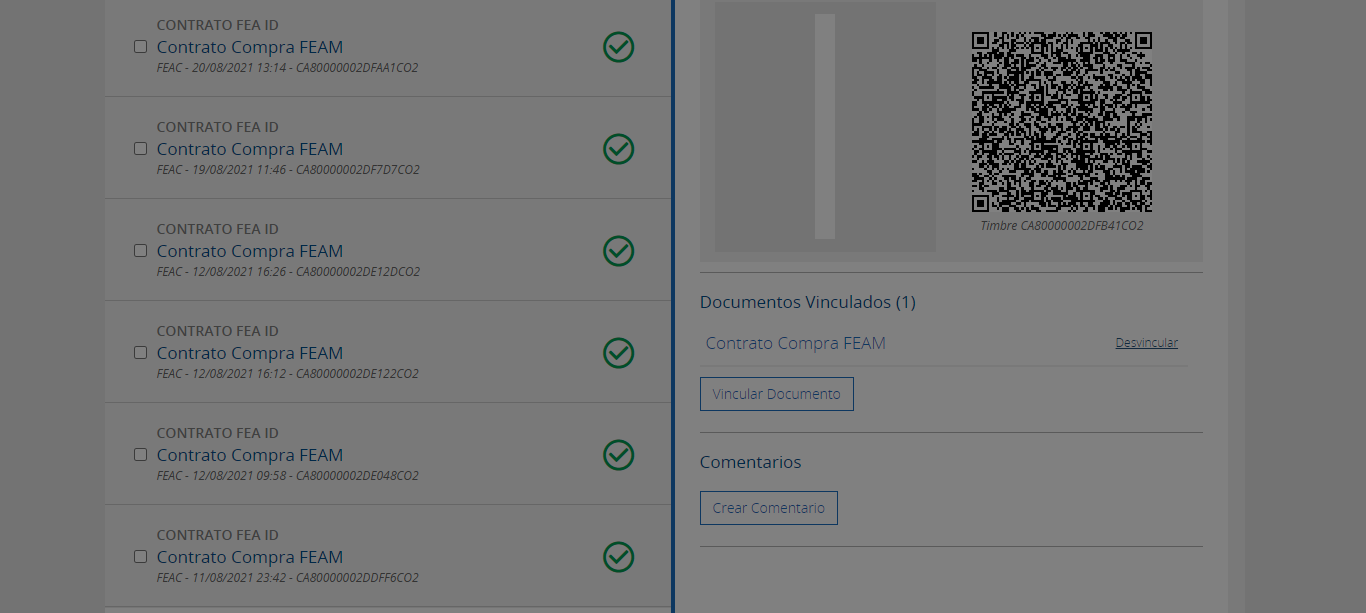 CONTRATO FEA ID
Contrato Compra FEAM
FEAC - 20/08/2021 13:14 - CA80000002DFAA1CO2
CONTRATO FEA ID
Contrato Compra FEAM
FEAC - 19/08/2021 11:46 - CA80000002DF7D7CO2
CONTRATO FEA ID
Contrato Compra FEAM
FEAC - 12/08/2021 16:26 - CA80000002DE12DCO2
CONTRATO FEA ID
Contrato Compra FEAM
FEAC - 12/08/2021 16:12 - CA80000002DE122CO2
CONTRATO FEA ID
Contrato Compra FEAM
FEAC - 12/08/2021 09:58 - CA80000002DE048CO2
CONTRATO FEA ID
Contrato Compra FEAM
FEAC - 11/08/2021 23:42 - CA80000002DDFF6CO2
Timbre CA80000002DFB41CO2
Documentos Vinculados (1)
Contrato Compra FEAM Desvincular
Vincular Documento
Comentarios
Crear Comentario